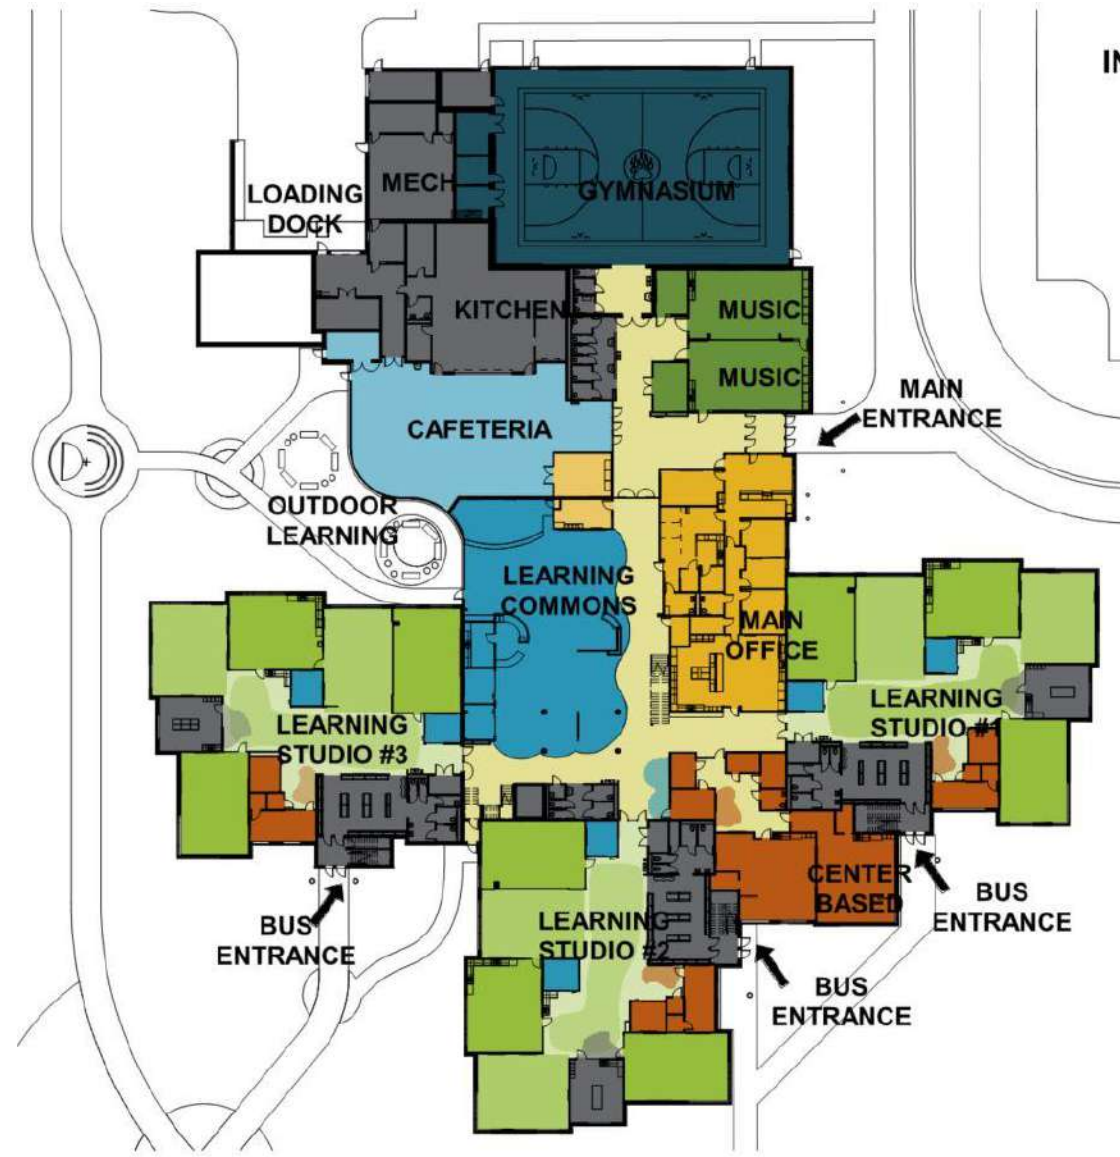 IN
LOADING
DOCK
MECH
GYMNASIUM
KITCHEN
MUSIC
MUSIC
MAIN
ENTRANCE
CAFETERIA
OUTDOOR
LEARNING
LEARNING
COMMONS
MAIN
OFFICE
LEARNING
STUDIO #1
LEARNING
STUDIO #3
CENTER
BASED
BUS
ENTRANCE
LEARNING
STUDIO #2
BUS
ENTRANCE
BUS
ENTRANCE